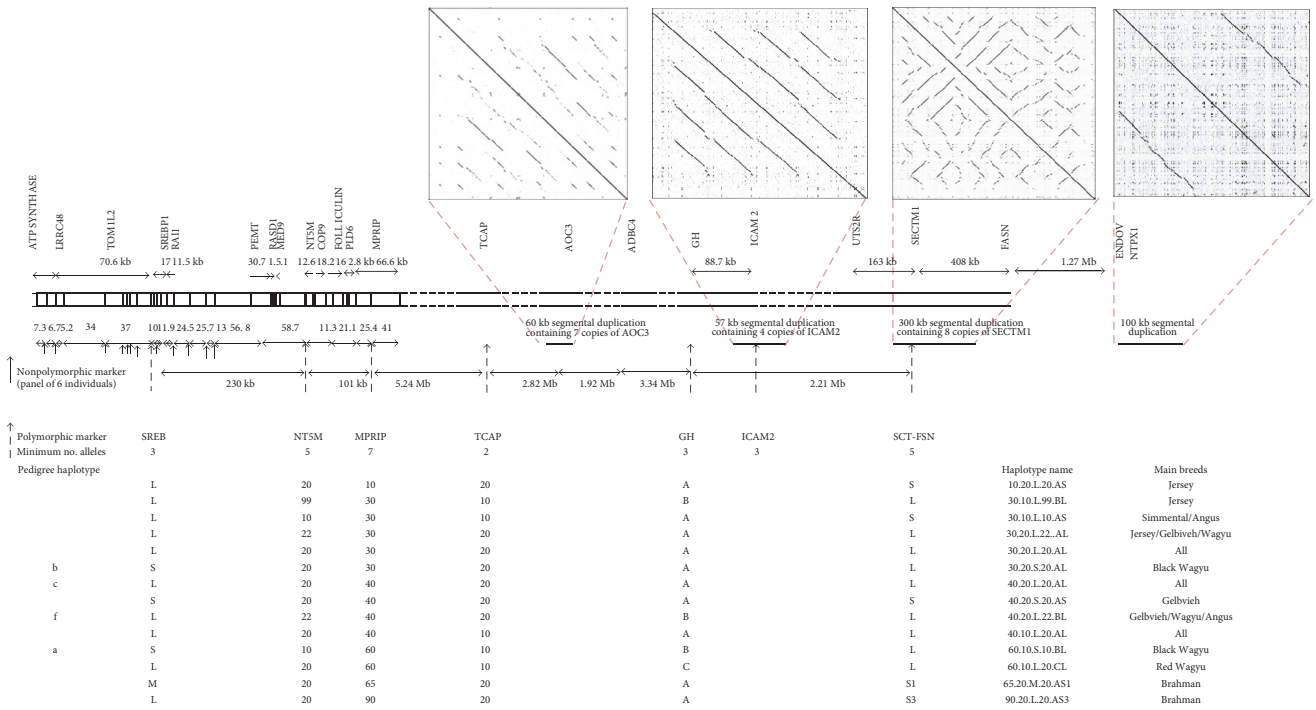 ATP SYNTHASE
LRRC48
TOM1L2
SREBP1
RAI1
PEMT
RASD1
MED9
NT5M
COP9
FOLLICULIN
PLD6
MPRIP
TCAP
AOC3
ADBC4
GH
ICAM 2
UTS2R
SECTM1
FASN
ENDOV
NTPX1
70.6 kb 17 11.5 kb 30.7 1.5.1 12.6 18.2 16 2.8 kb 66.6 kb 88.7 kb 163 kb 408 kb 1.27 Mb
7.3 6.75.2 34 37 10 11.9 24.5 25.7 13 56. 8 58.7 11.3 21.1 25.4 41
60 kb segmental duplication
containing 7 copies of AOC3
57 kb segmental duplication
containing 4 copies of ICAM2
300 kb segmental duplication
containing 8 copies of SECTM1
100 kb segmental
duplication
Nonpolymorphic marker
(panel of 6 individuals)
230 kb 101 kb 5.24 Mb 2.82 Mb 1.92 Mb 3.34 Mb 2.21 Mb
Polymorphic marker SREB NT5M MPRIP TCAP GH ICAM2 SCT-FSN
Minimum no. alleles 3 5 7 2 3 3 5
Pedigree haplotype Haplotype name Main breeds
L 20 10 20 A S 10.20.L.20.AS Jersey
L 99 30 10 B L 30.10.L.99.BL Jersey
L 10 30 10 A S 30.10.L.10.AS Simmental/Angus
L 22 30 20 A L 30.20.L.22..AL Jersey/Gelbiveh/Wagyu
L 20 30 20 A L 30.20.L.20.AL All
b S 20 30 20 A L 30.20.S.20.AL Black Wagyu
c L 20 40 20 A L 40.20.L.20.AL All
S 20 40 20 A S 40.20.S.20.AS Gelbvieh
f L 22 40 20 B L 40.20.L.22.BL Gelbvieh/Wagyu/Angus
L 20 40 10 A L 40.10.L.20.AL All
a S 10 60 10 B L 60.10.S.10.BL Black Wagyu
L 20 60 10 C L 60.10.L.20.CL Red Wagyu
M 20 65 20 A S1 65.20.M.20.AS1 Brahman
L 20 90 20 A S3 90.20.L.20.AS3 Brahman